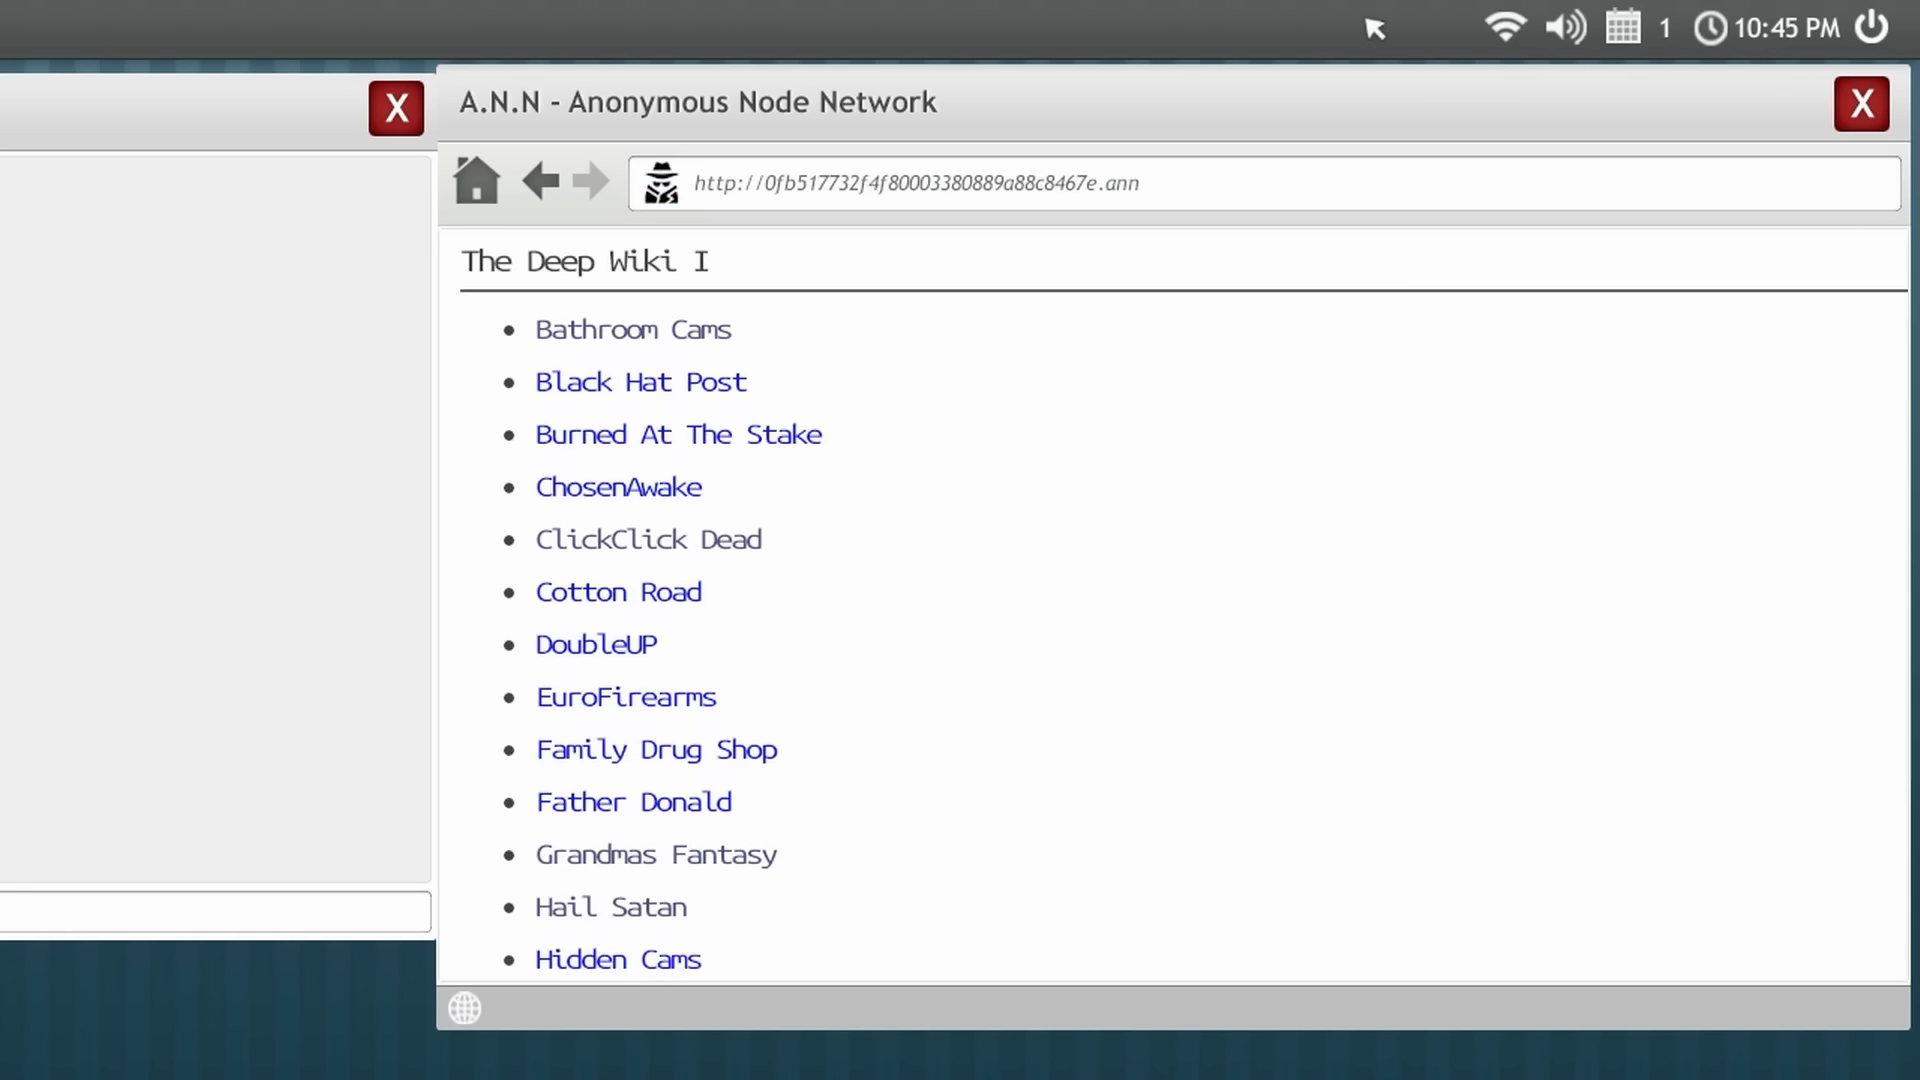 1 10:45 PM
X A.N.N - Anonymous Node Network X
http://0fb517732f4f80003380889a88c8467e.ann
The Deep Wiki I
Bathroom Cams
Black Hat Post
Burned At The Stake
ChosenAwake
ClickClick Dead
Cotton Road
DoubleUP
EuroFirearms
Family Drug Shop
Father Donald
Grandmas Fantasy
Hail Satan
Hidden Cams